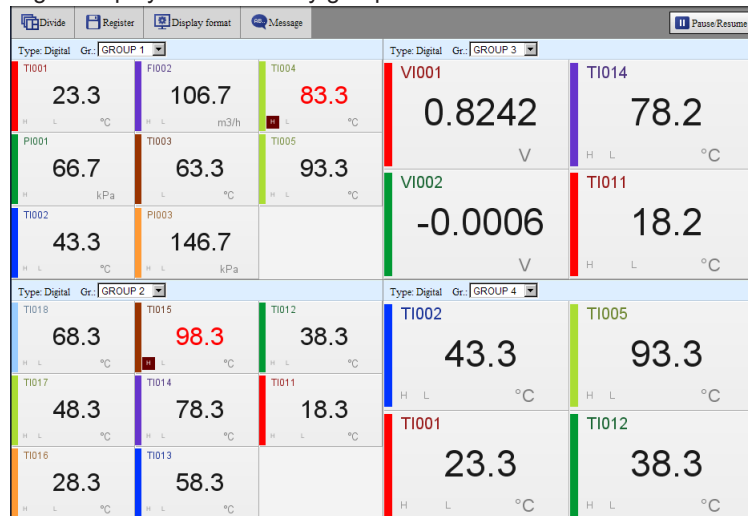 Divide Register Display format Message Pause/Resume
Type: Digital Gr.: GROUP 1
TI001 FI002 TI004
23.3 106.7 83.3
H L °C H L m3/h H L °C
PI001 TI003 TI005
66.7 63.3 93.3
H kPa L °C H L °C
TI002 PI003
43.3 146.7
H L °C H L kPa
Type: Digital Gr.: GROUP 3
VI001 TI014
0.8242 78.2
V H L °C
VI002 TI011
-0.0006 18.2
V H L °C
Type: Digital Gr.: GROUP 2
TI018 TI015 TI012
68.3 98.3 38.3
H L °C H L °C H L °C
TI017 TI014 TI011
48.3 78.3 18.3
H L °C H L °C H L °C
TI016 TI013
28.3 58.3
H L °C H L °C
Type: Digital Gr.: GROUP 4
TI002 TI005
43.3 93.3
H L °C H L °C
TI001 TI012
23.3 38.3
H L °C H L °C